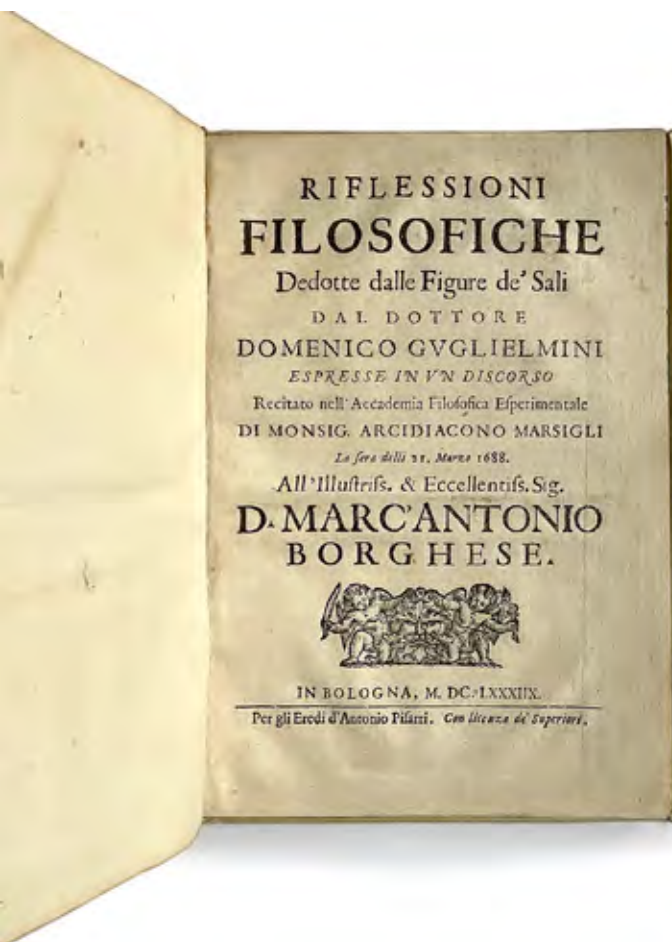 RIFLESSIONI
FILOSOFICHE
Dedotte dalle Figure de' Sali
DAL DOTTORE
DOMENICO GVGLIELMINI
ESPRESSE IN VN DISCORSO
Recitato nell'Accademia Filosofica Esperimentale
DI MONSIG. ARCIDIACONO MARSIGLI
La sera delli 21. Marzo 1688.
All'Illustriss. & Eccellentiss. Sig.
D. MARC'ANTONIO
BORGHESE.
IN BOLOGNA, M. DC. LXXXIIX.
Per gli Eredi d'Antonio Pisarri. Con licenza de' Superiori.